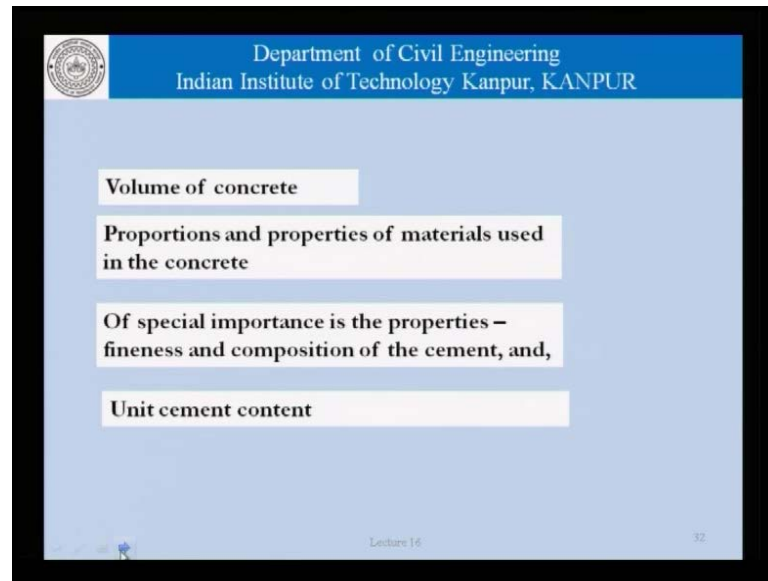 Department of Civil Engineering
Indian Institute of Technology Kanpur, KANPUR
Volume of concrete
Proportions and properties of materials used
in the concrete
Of special importance is the properties –
fineness and composition of the cement, and,
Unit cement content
Lecture 16
32